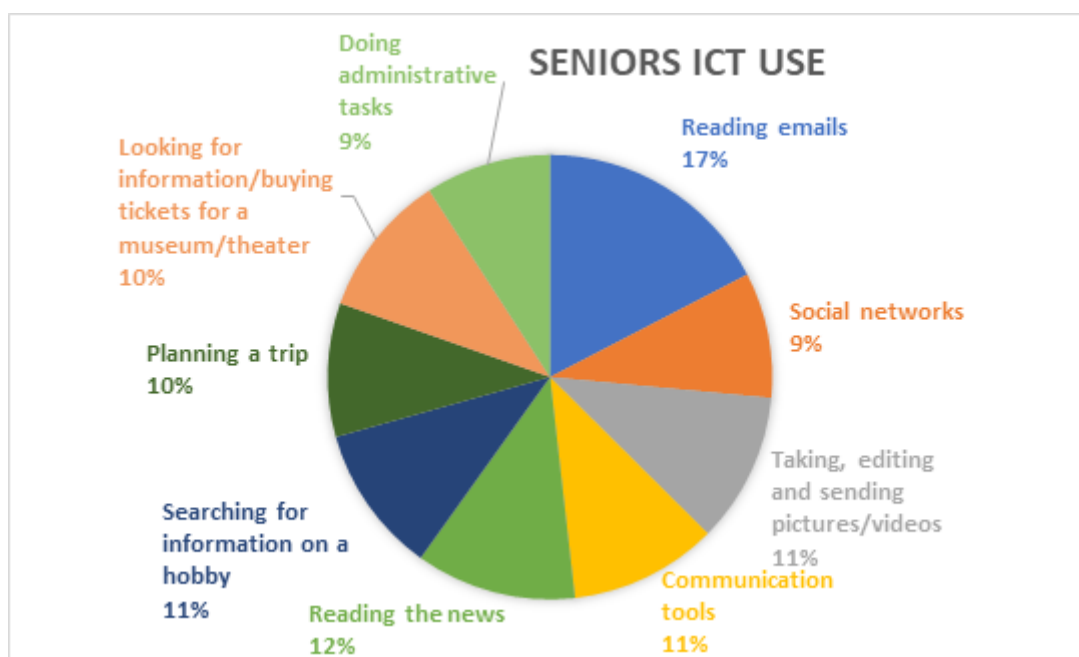 SENIORS ICT USE
Doing
administrative
tasks
9%
Reading emails
17%
Looking for
information/buying
tickets for a
museum/theater
10%
Social networks
9%
Planning a trip
10%
Taking, editing
and sending
pictures/videos
11%
Searching for
information on a
hobby
11%
Communication
tools
11%
Reading the news
12%